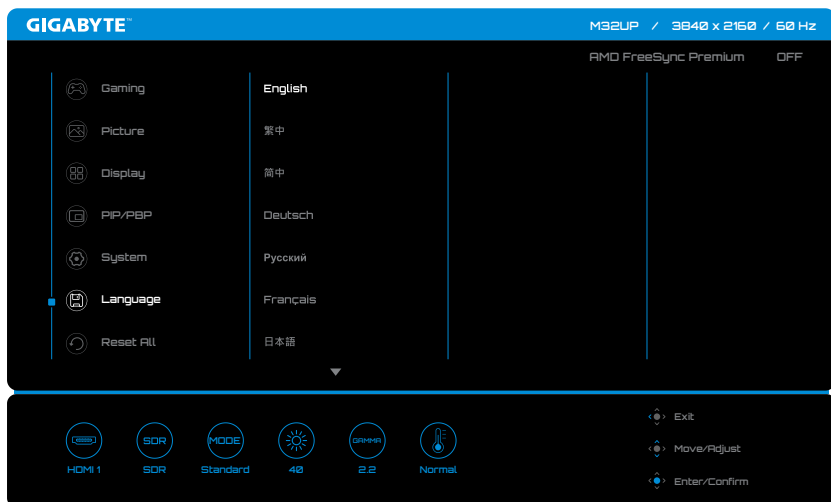 GIGABYTE™ M32UP / 3840 x 2160 / 60 Hz
AMD FreeSync Premium OFF
Gaming English
Picture 繁中
Display 简中
PIP/PBP Deutsch
System Русский
Language Français
Reset All 日本語
Exit
SDR MODE GAMMA
Move/Adjust
HDMI 1 SDR Standard 40 2.2 Normal
Enter/Confirm